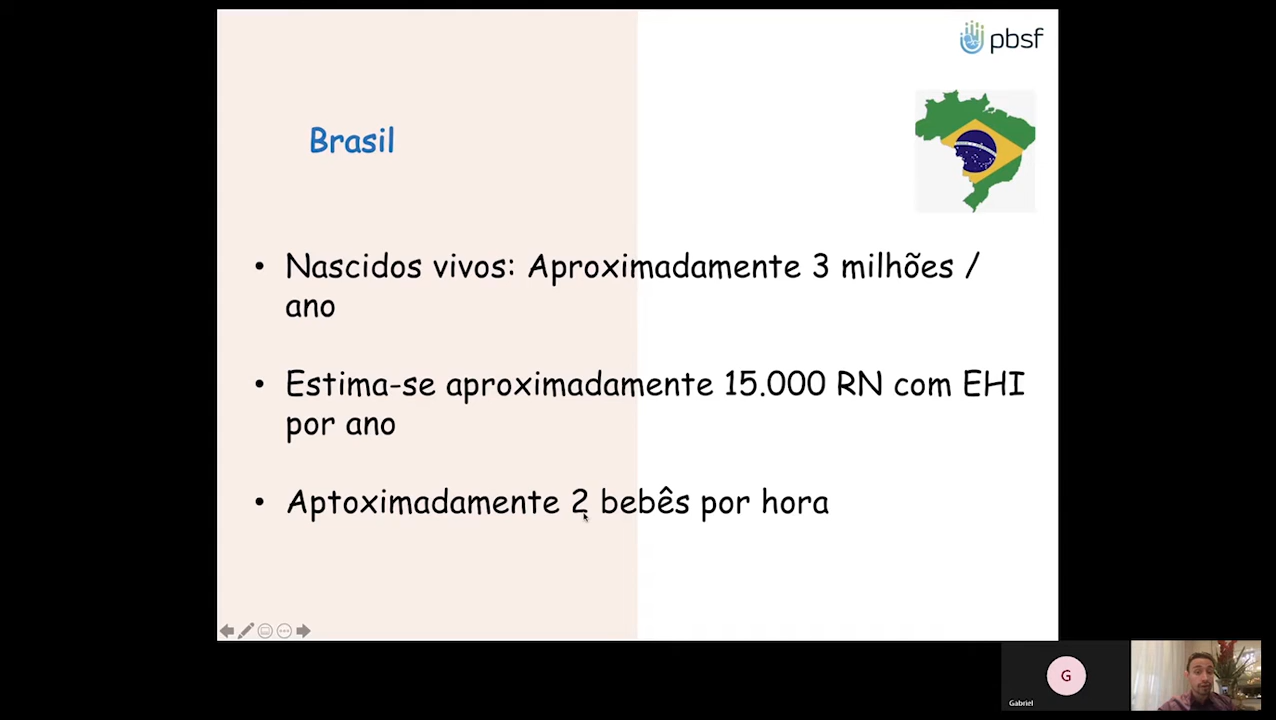 pbsf
Brasil
• Nascidos vivos: Aproximadamente 3 milhões /
ano
• Estima-se aproximadamente 15.000 RN com EHI
por ano
• Aptoximadamente 2 bebês por hora
G
Gabriel